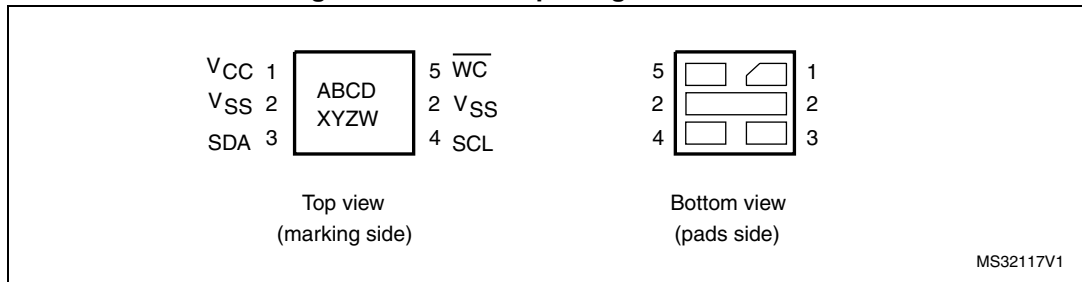 VCC 1
VSS 2
SDA 3
ABCD
XYZW
5 WC
2 VSS
4 SCL
Top view
(marking side)
5
2
4
1
2
3
Bottom view
(pads side)
MS32117V1